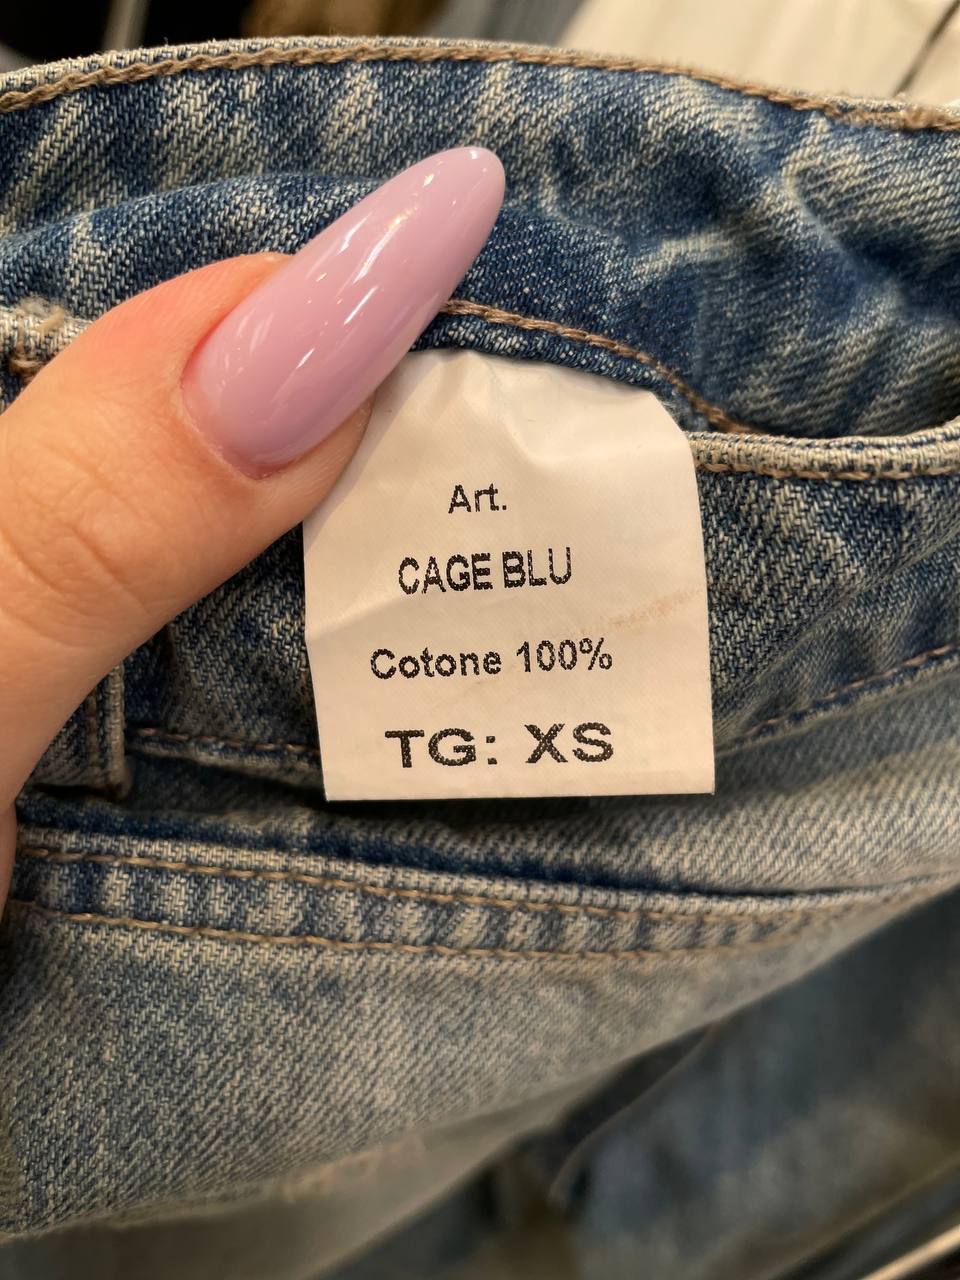 Art.
CAGE BLU
Cotone 100%
TG: XS